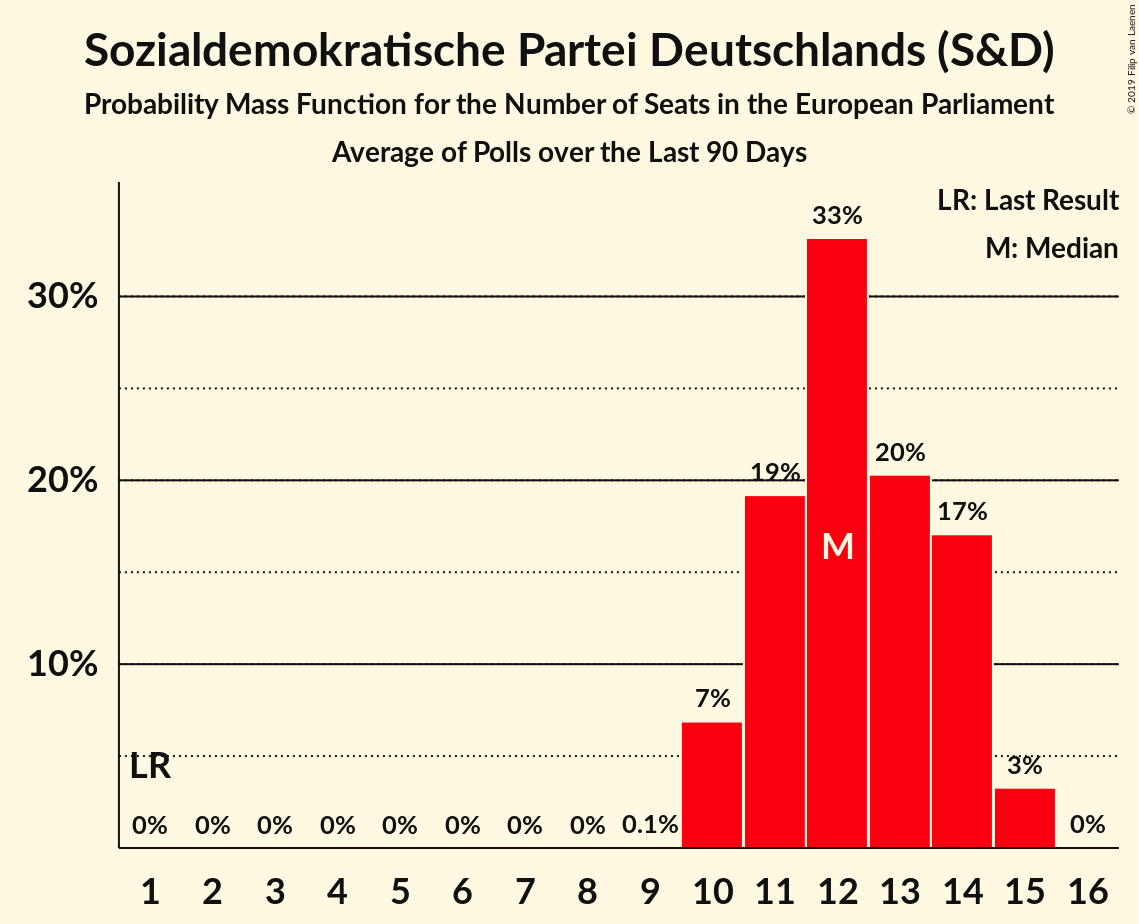 Sozialdemokratische Partei Deutschlands (S&D)
Probability Mass Function for the Number of Seats in the European Parliament
Average of Polls over the Last 90 Days
© 2019 Filip van Laenen
LR: Last Result
M: Median
30%
20%
10%
33%
20%
19%
17%
M
7%
3%
LR
0% 0% 0% 0% 0% 0% 0% 0% 0.1% 0%
1 2 3 4 5 6 7 8 9 10 11 12 13 14 15 16